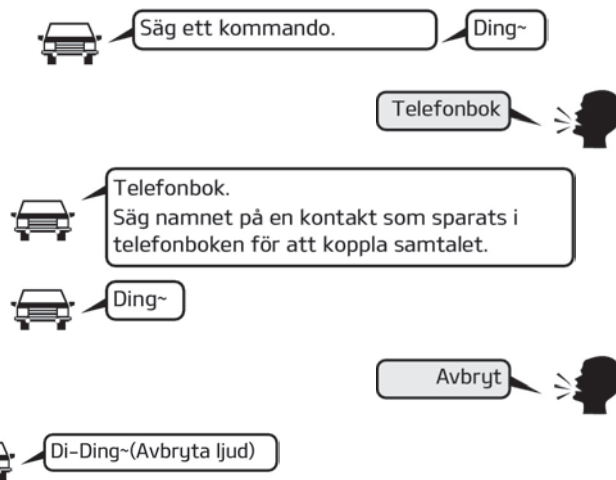 Säg ett kommando.
Ding~
Telefonbok
Telefonbok.
Säg namnet på en kontakt som sparats i
telefonboken för att koppla samtalet.
Ding~
Avbryt
Di-Ding~(Avbryta ljud)